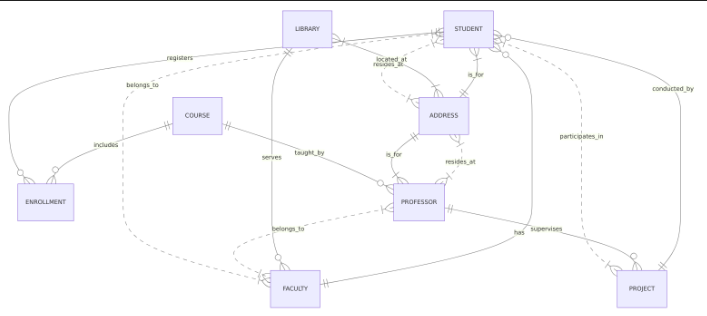 LIBRARY
STUDENT
registers
located_at
resides_at
is_for
belongs_to
conducted_by
COURSE
ADDRESS
participates_in
includes
taught_by
is_for
serves
resides_at
ENROLLMENT
PROFESSOR
belongs_to
has
supervises
FACULTY
PROJECT